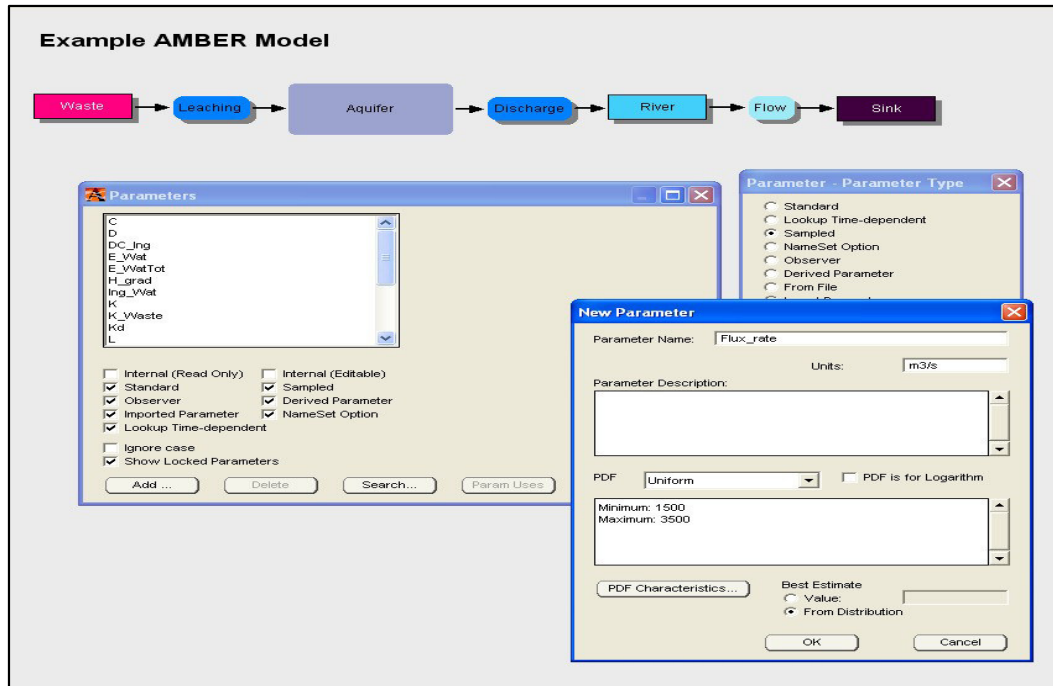 Example AMBER Model
Waste Leaching Aquifer Discharge River Flow Sink
Parameters
C
D
DC_Ing
E_Wat
E_WatTot
H_grad
Ing_Wat
K
K_Waste
Kd
L
Internal (Read Only) Internal (Editable)
Standard Sampled
Observer Derived Parameter
Imported Parameter NameSet Option
Lookup Time-dependent
Ignore case
Show Locked Parameters
Add ... Delete Search... Param Uses
Parameter - Parameter Type
Standard
Lookup Time-dependent
Sampled
NameSet Option
Observer
Derived Parameter
From File
New Parameter
Parameter Name: Flux_rate
Units: m3/s
Parameter Description:
PDF Uniform PDF is for Logarithm
Minimum: 1500
Maximum: 3500
PDF Characteristics... Best Estimate
Value:
From Distribution
OK Cancel